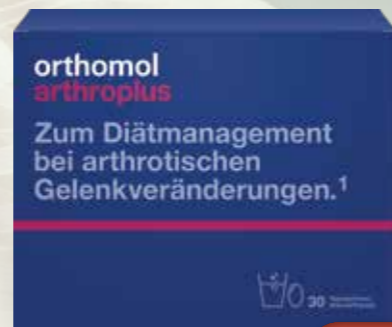 orthomol
arthroplus
Zum Diätmanagement
bei arthrotischen
Gelenkveränderungen.¹
30